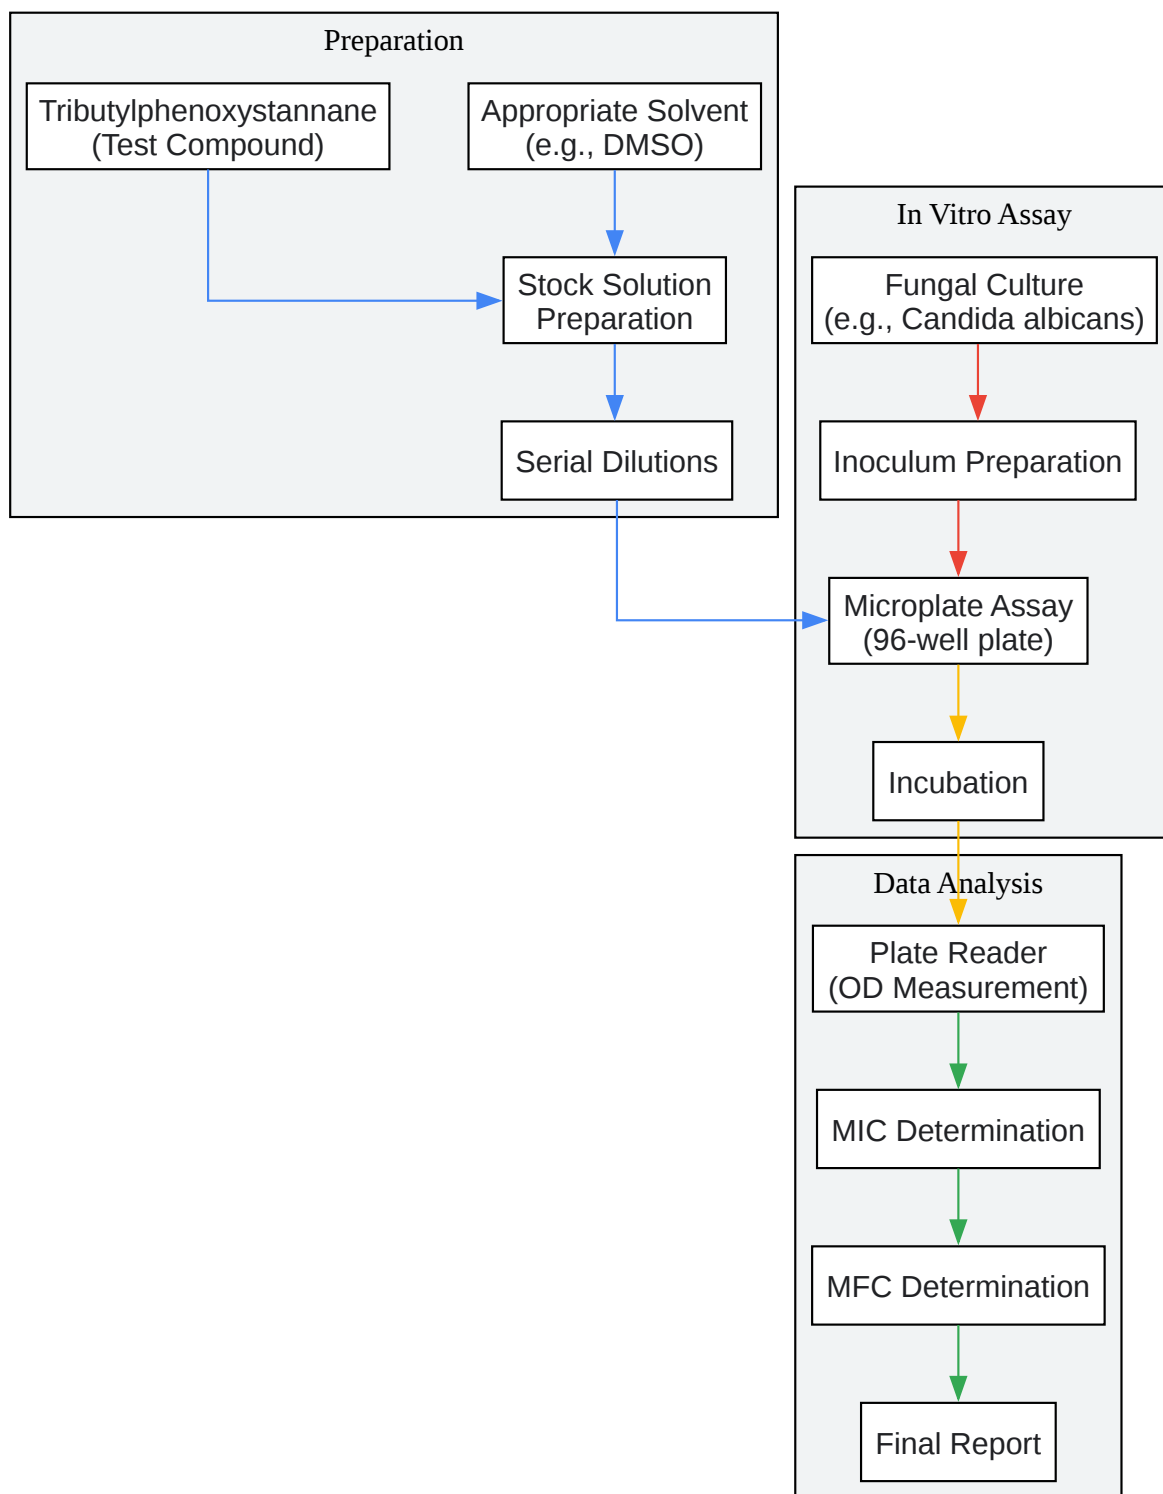 Preparation
Tributylphenoxystannane
(Test Compound)
Appropriate Solvent
(e.g., DMSO)
Stock Solution
Preparation
Serial Dilutions
In Vitro Assay
Fungal Culture
(e.g., Candida albicans)
Inoculum Preparation
Microplate Assay
(96-well plate)
Incubation
Data Analysis
Plate Reader
(OD Measurement)
MIC Determination
MFC Determination
Final Report